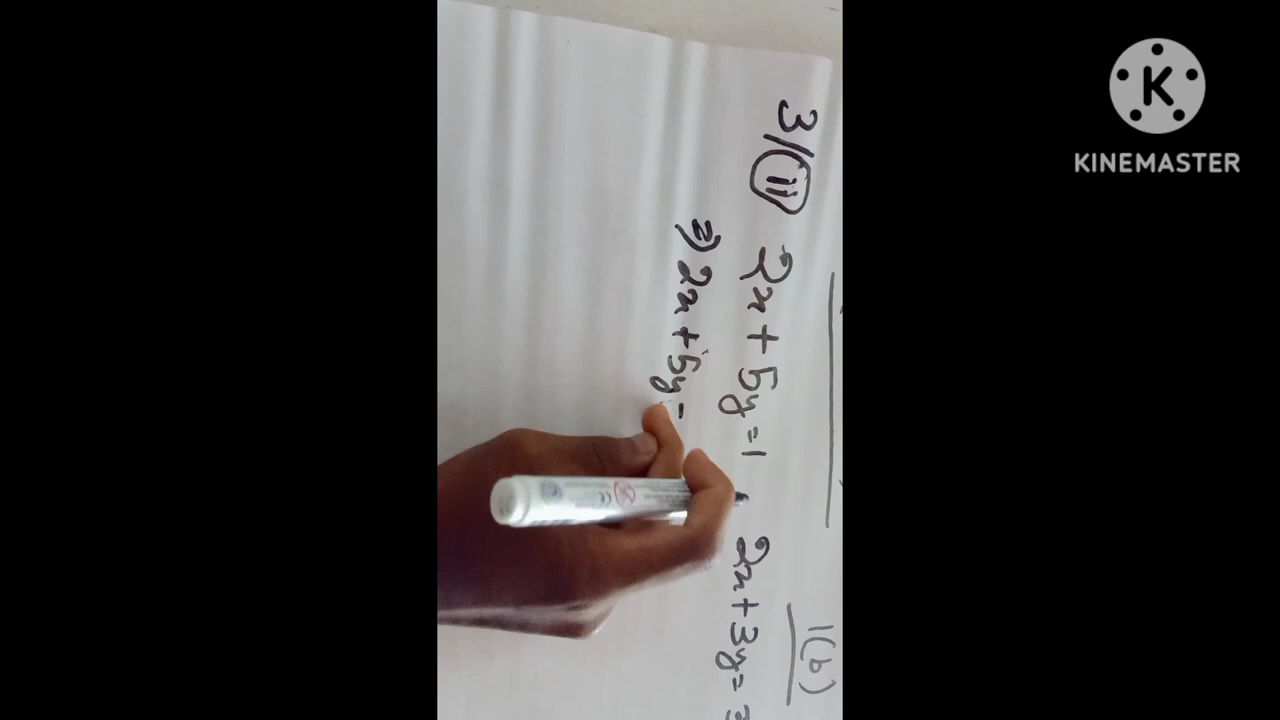 1(b)
3/(ii) 2x + 5y = 1, 2x + 3y = 3
⇒ 2x + 5y =
KINEMASTER